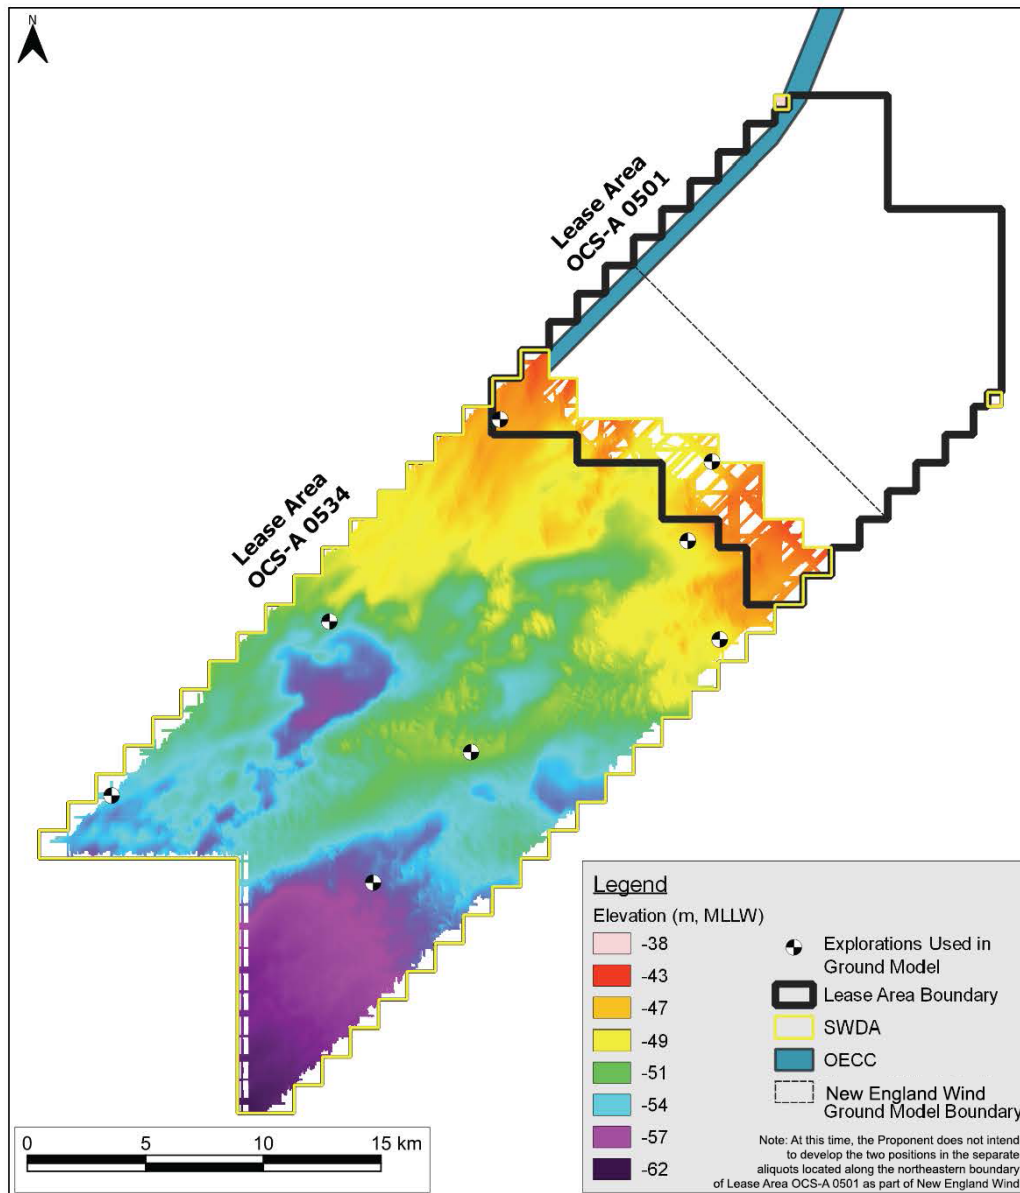 N
Lease Area
OCS-A 0501
Lease Area
OCS-A 0534
Legend
Elevation (m, MLLW)
-38
-43
-47
-49
-51
-54
-57
-62
Explorations Used in
Ground Model
Lease Area Boundary
SWDA
OECC
New England Wind
Ground Model Boundary
Note: At this time, the Proponent does not intend
to develop the two positions in the separate
aliquots located along the northeastern boundary
of Lease Area OCS-A 0501 as part of New England Wind
0 5 10 15 km